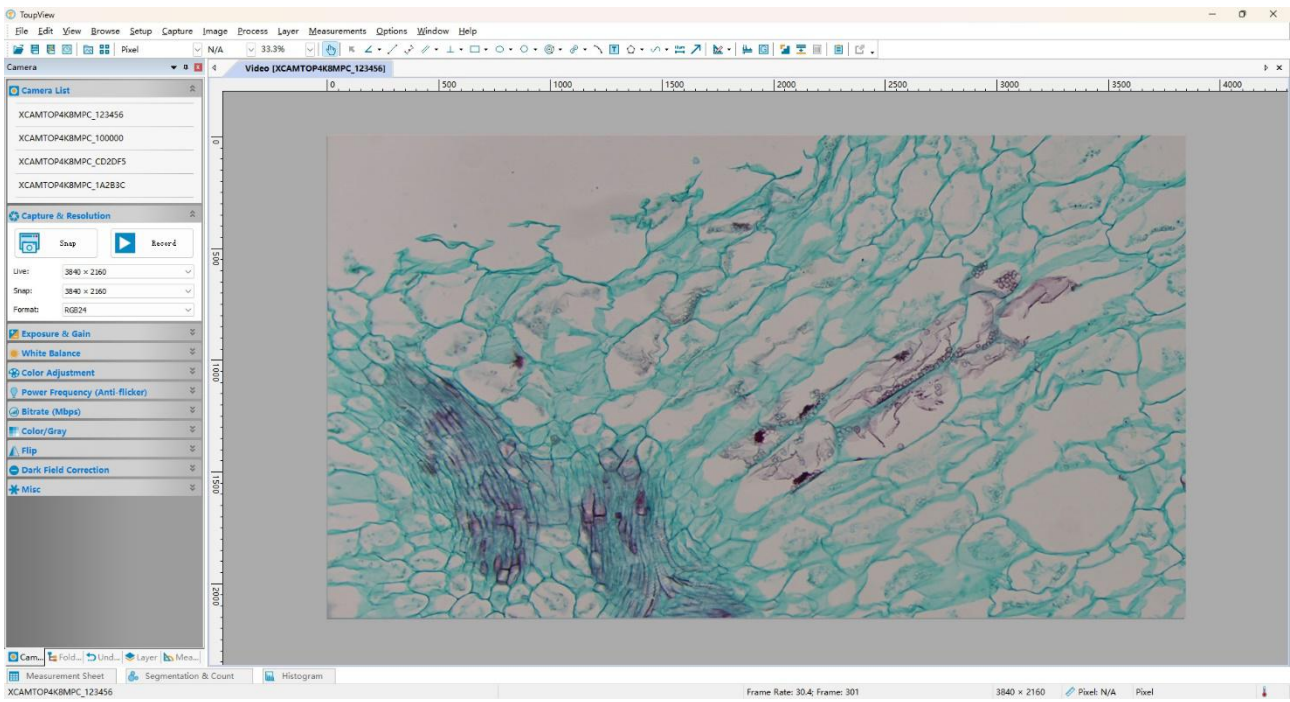 ToupView
File Edit View Browse Setup Capture Image Process Layer Measurements Options Window Help
Pixel N/A 33.3%
Camera
Video [XCAMTOP4K8MPC_123456]
Camera List
XCAMTOP4K8MPC_123456
XCAMTOP4K8MPC_100000
XCAMTOP4K8MPC_CD2DF5
XCAMTOP4K8MPC_1A2B3C
Capture & Resolution
Snap Record
Live: 3840 × 2160
Snap: 3840 × 2160
Format: RGB24
Exposure & Gain
White Balance
Color Adjustment
Power Frequency (Anti-flicker)
Bitrate (Mbps)
Color/Gray
Flip
Dark Field Correction
Misc
0 500 1000 1500 2000 2500 3000 3500 4000
0
500
1000
1500
2000
Cam... Fold... Und... Layer Mea...
Measurement Sheet Segmentation & Count Histogram
XCAMTOP4K8MPC_123456 Frame Rate: 30.4; Frame: 301 3840 × 2160 Pixel: N/A Pixel